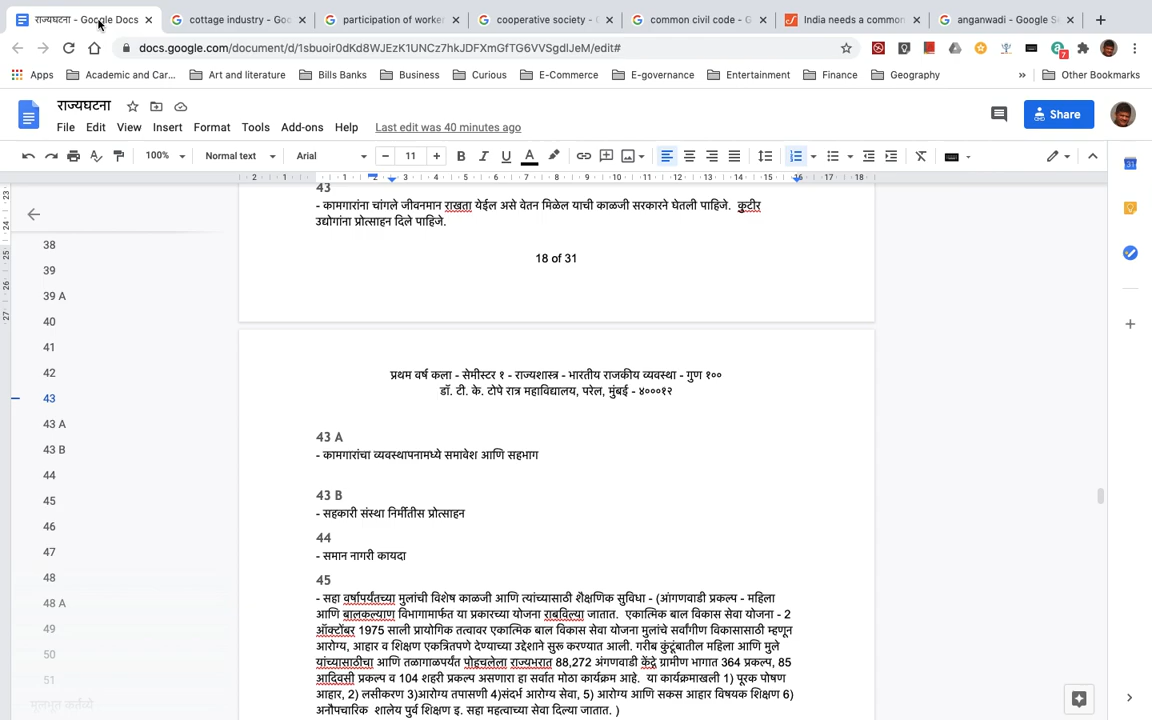 राज्यघटना - Google Docs
cottage industry - Goo
participation of worker
cooperative society -
common civil code - G
India needs a common
anganwadi - Google Se
docs.google.com/document/d/1sbuoir0dKd8WJEzK1UNCz7hkJDFXmGfTG6VVSgdlJeM/edit#
Apps
Academic and Car...
Art and literature
Bills Banks
Business
Curious
E-Commerce
E-governance
Entertainment
Finance
Geography
Other Bookmarks
राज्यघटना
File Edit View Insert Format Tools Add-ons Help Last edit was 40 minutes ago
Share
100% Normal text Arial 11
43
- कामगारांना चांगले जीवनमान राखता येईल असे वेतन मिळेल याची काळजी सरकारने घेतली पाहिजे. कुटीर
उद्योगांना प्रोत्साहन दिले पाहिजे.
18 of 31
38
39
39 A
40
41
42
43
43 A
43 B
44
45
46
47
48
48 A
49
50
51
मूलभूत कर्तव्ये
प्रथम वर्ष कला - सेमीस्टर १ - राज्यशास्त्र - भारतीय राजकीय व्यवस्था - गुण १००
डॉ. टी. के. टोपे रात्र महाविद्यालय, परेल, मुंबई - ४०००१२
43 A
- कामगारांचा व्यवस्थापनामध्ये समावेश आणि सहभाग
43 B
- सहकारी संस्था निर्मीतीस प्रोत्साहन
44
- समान नागरी कायदा
45
- सहा वर्षापर्यंतच्या मुलांची विशेष काळजी आणि त्यांच्यासाठी शैक्षणिक सुविधा - (आंगणवाडी प्रकल्प - महिला
आणि बालकल्याण विभागामार्फत या प्रकारच्या योजना राबविल्या जातात. एकात्मिक बाल विकास सेवा योजना - 2
ऑक्टोंबर 1975 साली प्रायोगिक तत्वावर एकात्मिक बाल विकास सेवा योजना मुलांचे सर्वांगीण विकासासाठी म्हणून
आरोग्य, आहार व शिक्षण एकत्रितपणे देण्याच्या उद्देशाने सुरू करण्यात आली. गरीब कुंटूंबातील महिला आणि मुले
यांच्यासाठीचा आणि तळागाळपर्यंत पोहचलेला राज्यभरात 88,272 अंगणवाडी केंद्रे ग्रामीण भागात 364 प्रकल्प, 85
आदिवसी प्रकल्प व 104 शहरी प्रकल्प असणारा हा सर्वात मोठा कार्यक्रम आहे. या कार्यक्रमाखली 1) पूरक पोषण
आहार, 2) लसीकरण 3)आरोग्य तपासणी 4)संदर्भ आरोग्य सेवा, 5) आरोग्य आणि सकस आहार विषयक शिक्षण 6)
अनौपचारिक शालेय पुर्व शिक्षण इ. सहा महत्वाच्या सेवा दिल्या जातात. )